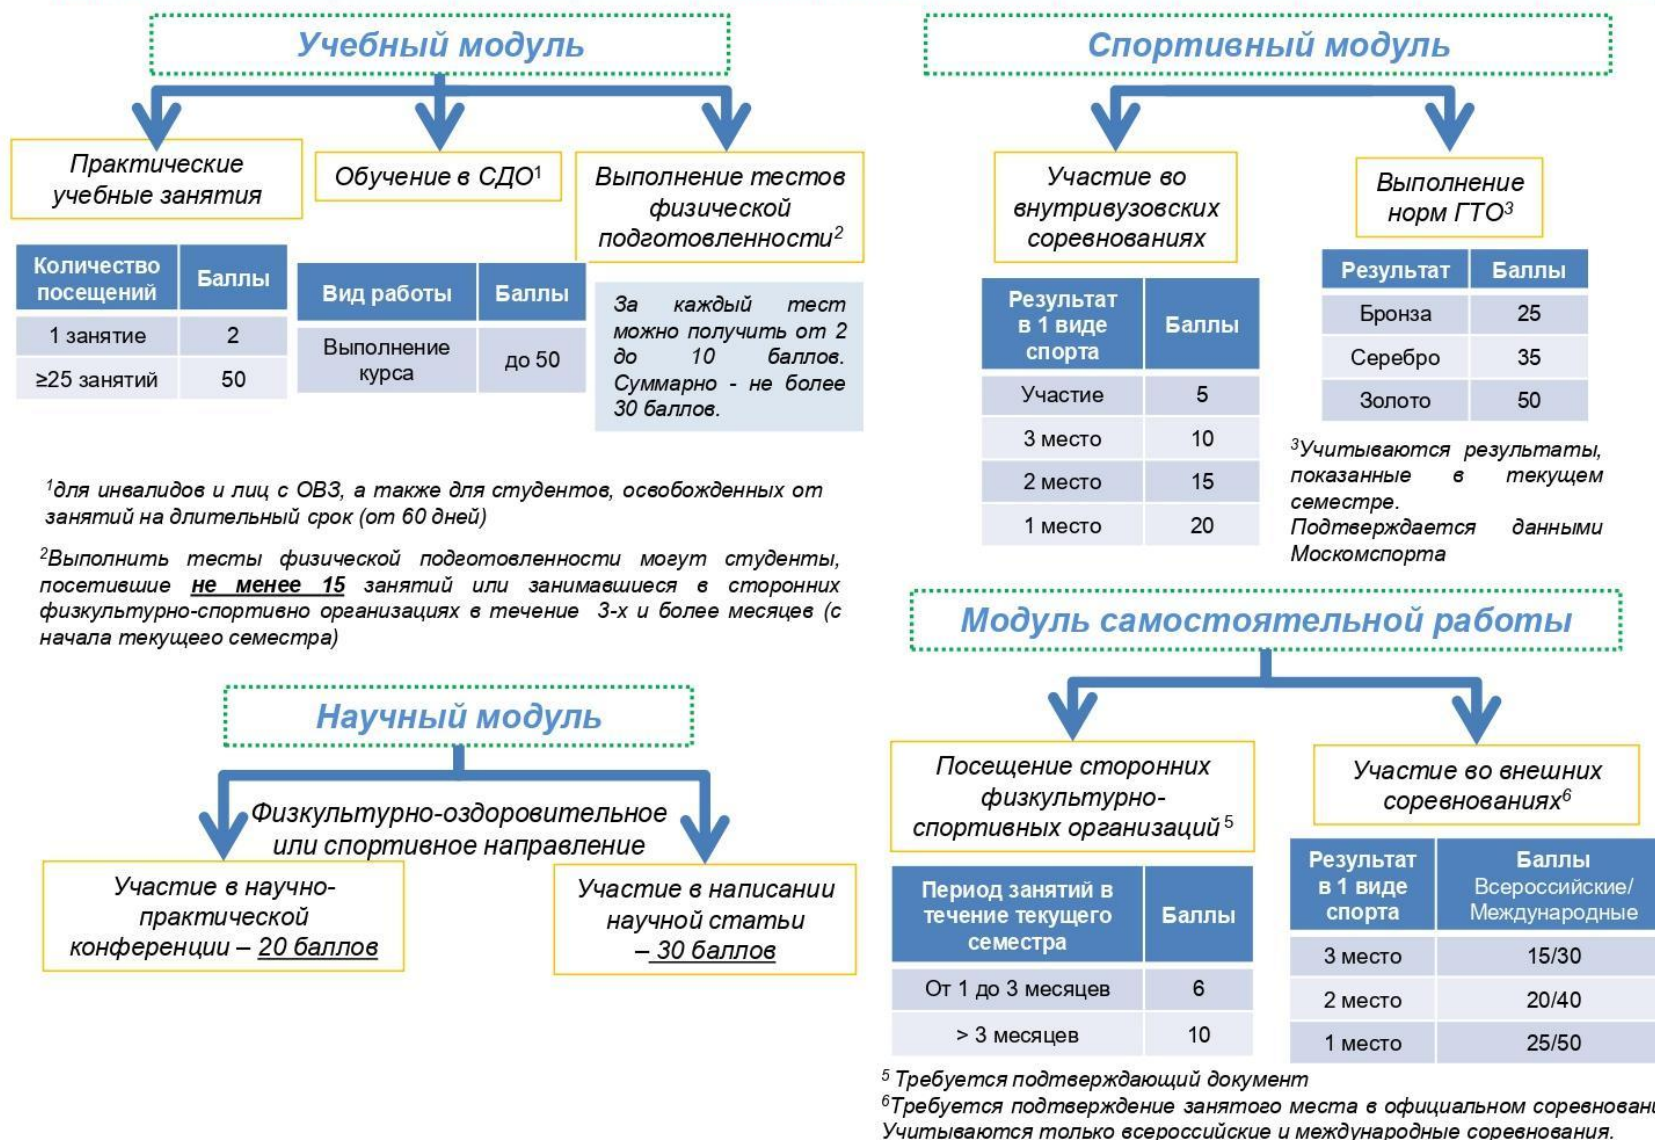 Учебный модуль
Практические
учебные занятия
Обучение в СДО¹
Выполнение тестов
физической
подготовленности²
Количество
посещений
Баллы
1 занятие
2
≥25 занятий
50
Вид работы
Баллы
Выполнение
курса
до 50
За каждый тест
можно получить от 2
до 10 баллов.
Суммарно - не более
30 баллов.
¹для инвалидов и лиц с ОВЗ, а также для студентов, освобожденных от
занятий на длительный срок (от 60 дней)
²Выполнить тесты физической подготовленности могут студенты,
посетившие не менее 15 занятий или занимавшиеся в сторонних
физкультурно-спортивно организациях в течение 3-х и более месяцев (с
начала текущего семестра)
Спортивный модуль
Участие во
внутривузовских
соревнованиях
Выполнение
норм ГТО³
Результат
в 1 виде
спорта
Баллы
Участие
5
3 место
10
2 место
15
1 место
20
Результат
Баллы
Бронза
25
Серебро
35
Золото
50
³Учитываются результаты,
показанные в текущем
семестре.
Подтверждается данными
Москомспорта
Научный модуль
Физкультурно-оздоровительное
или спортивное направление
Участие в научно-
практической
конференции – 20 баллов
Участие в написании
научной статьи
– 30 баллов
Модуль самостоятельной работы
Посещение сторонних
физкультурно-
спортивных организаций ⁵
Участие во внешних
соревнованиях⁶
Период занятий в
течение текущего
семестра
Баллы
От 1 до 3 месяцев
6
> 3 месяцев
10
Результат
в 1 виде
спорта
Баллы
Всероссийские/
Международные
3 место
15/30
2 место
20/40
1 место
25/50
⁵ Требуется подтверждающий документ
⁶Требуется подтверждение занятого места в официальном
Учитываются только всероссийские и международные соревнования.